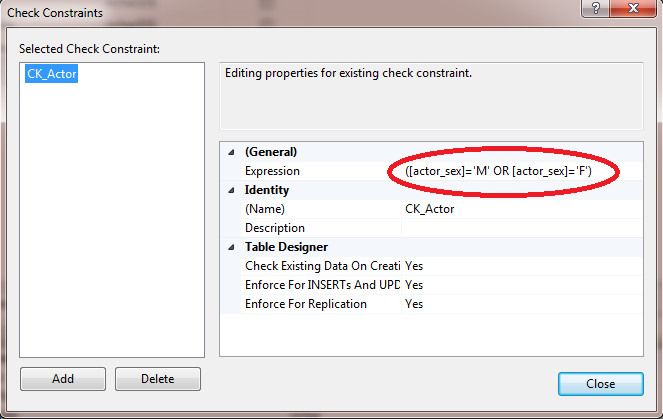 Check Constraints
Selected Check Constraint:
CK_Actor
Editing properties for existing check constraint.
(General)
Expression ([actor_sex]='M' OR [actor_sex]='F')
Identity
(Name) CK_Actor
Description
Table Designer
Check Existing Data On Creati Yes
Enforce For INSERTs And UPD Yes
Enforce For Replication Yes
Add Delete
Close